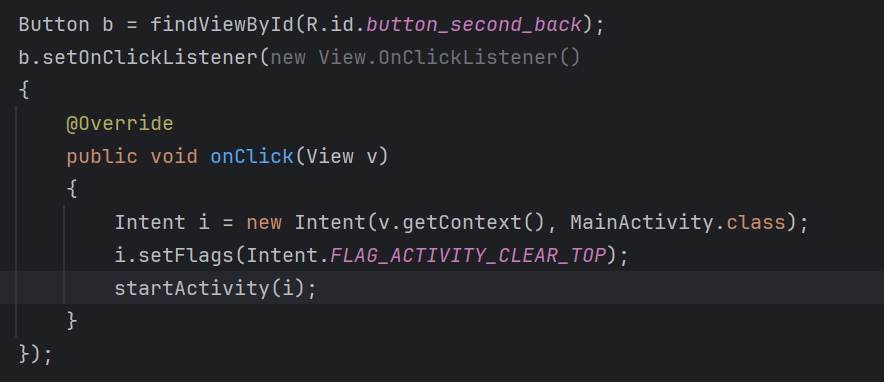 Button b = findViewById(R.id.button_second_back);
b.setOnClickListener(new View.OnClickListener()
{
    @Override
    public void onClick(View v)
    {
        Intent i = new Intent(v.getContext(), MainActivity.class);
        i.setFlags(Intent.FLAG_ACTIVITY_CLEAR_TOP);
        startActivity(i);
    }
});